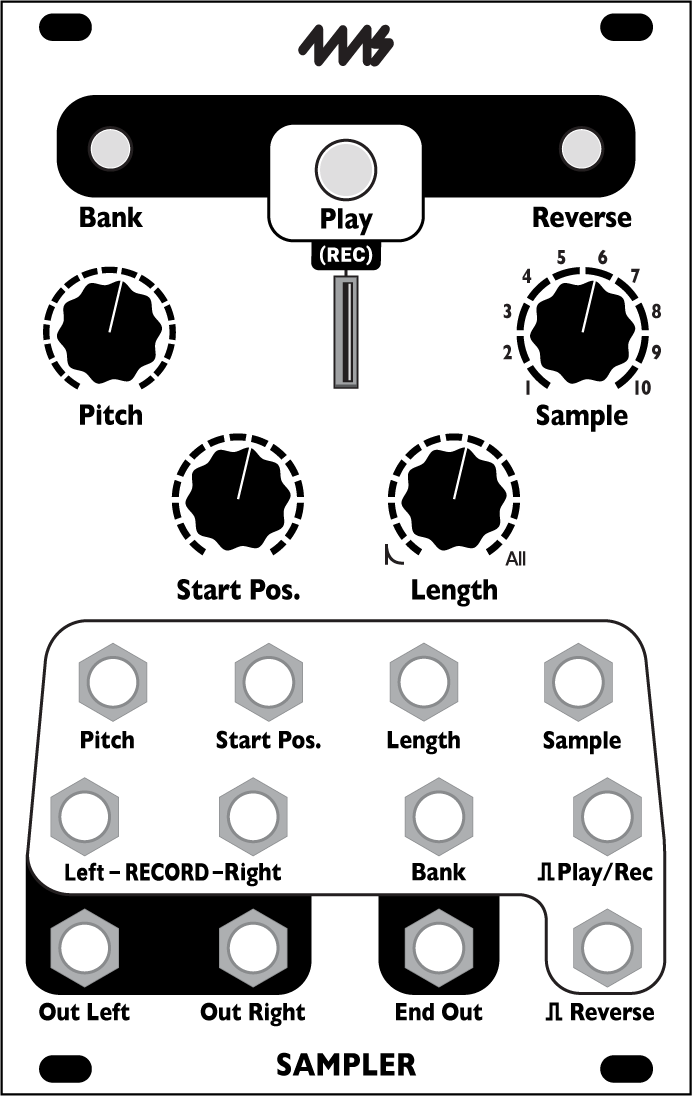 4ms
Bank
Play
Reverse
(REC)
1 2 3 4 5 6 7 8 9 10
Pitch
Sample
All
Start Pos.
Length
Pitch
Start Pos.
Length
Sample
Left – RECORD – Right
Bank
Play/Rec
Out Left
Out Right
End Out
Reverse
SAMPLER